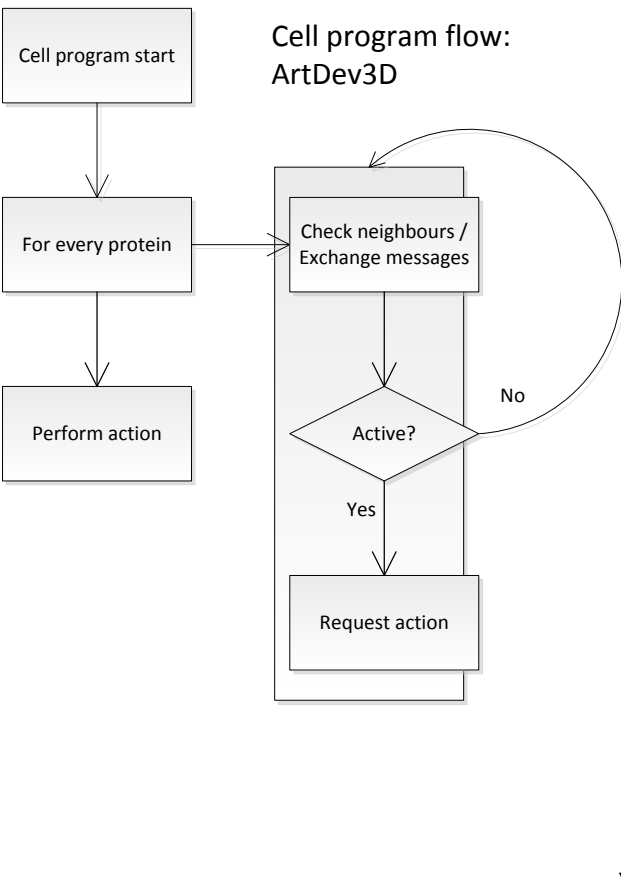 Cell program flow:
ArtDev3D
Cell program start
For every protein
Check neighbours /
Exchange messages
Perform action
Active?
No
Yes
Request action